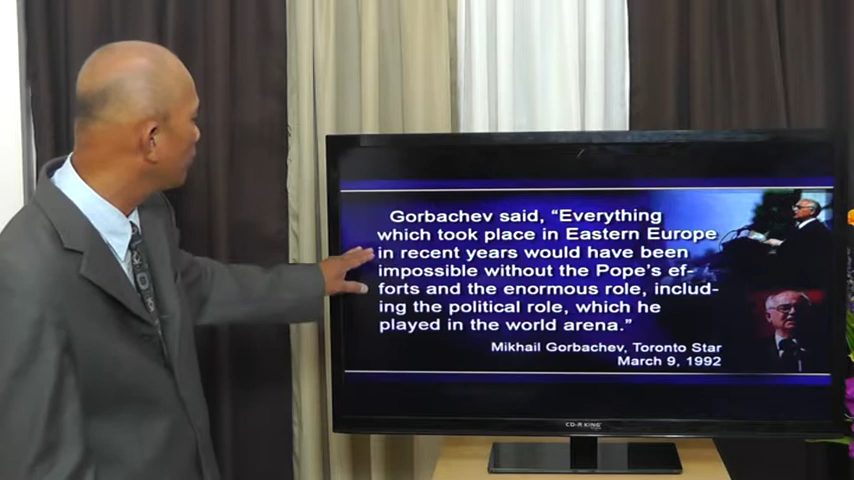 Gorbachev said, “Everything
which took place in Eastern Europe
in recent years would have been
impossible without the Pope’s ef-
forts and the enormous role, includ-
ing the political role, which he
played in the world arena.”
Mikhail Gorbachev, Toronto Star
March 9, 1992
CD-R KING